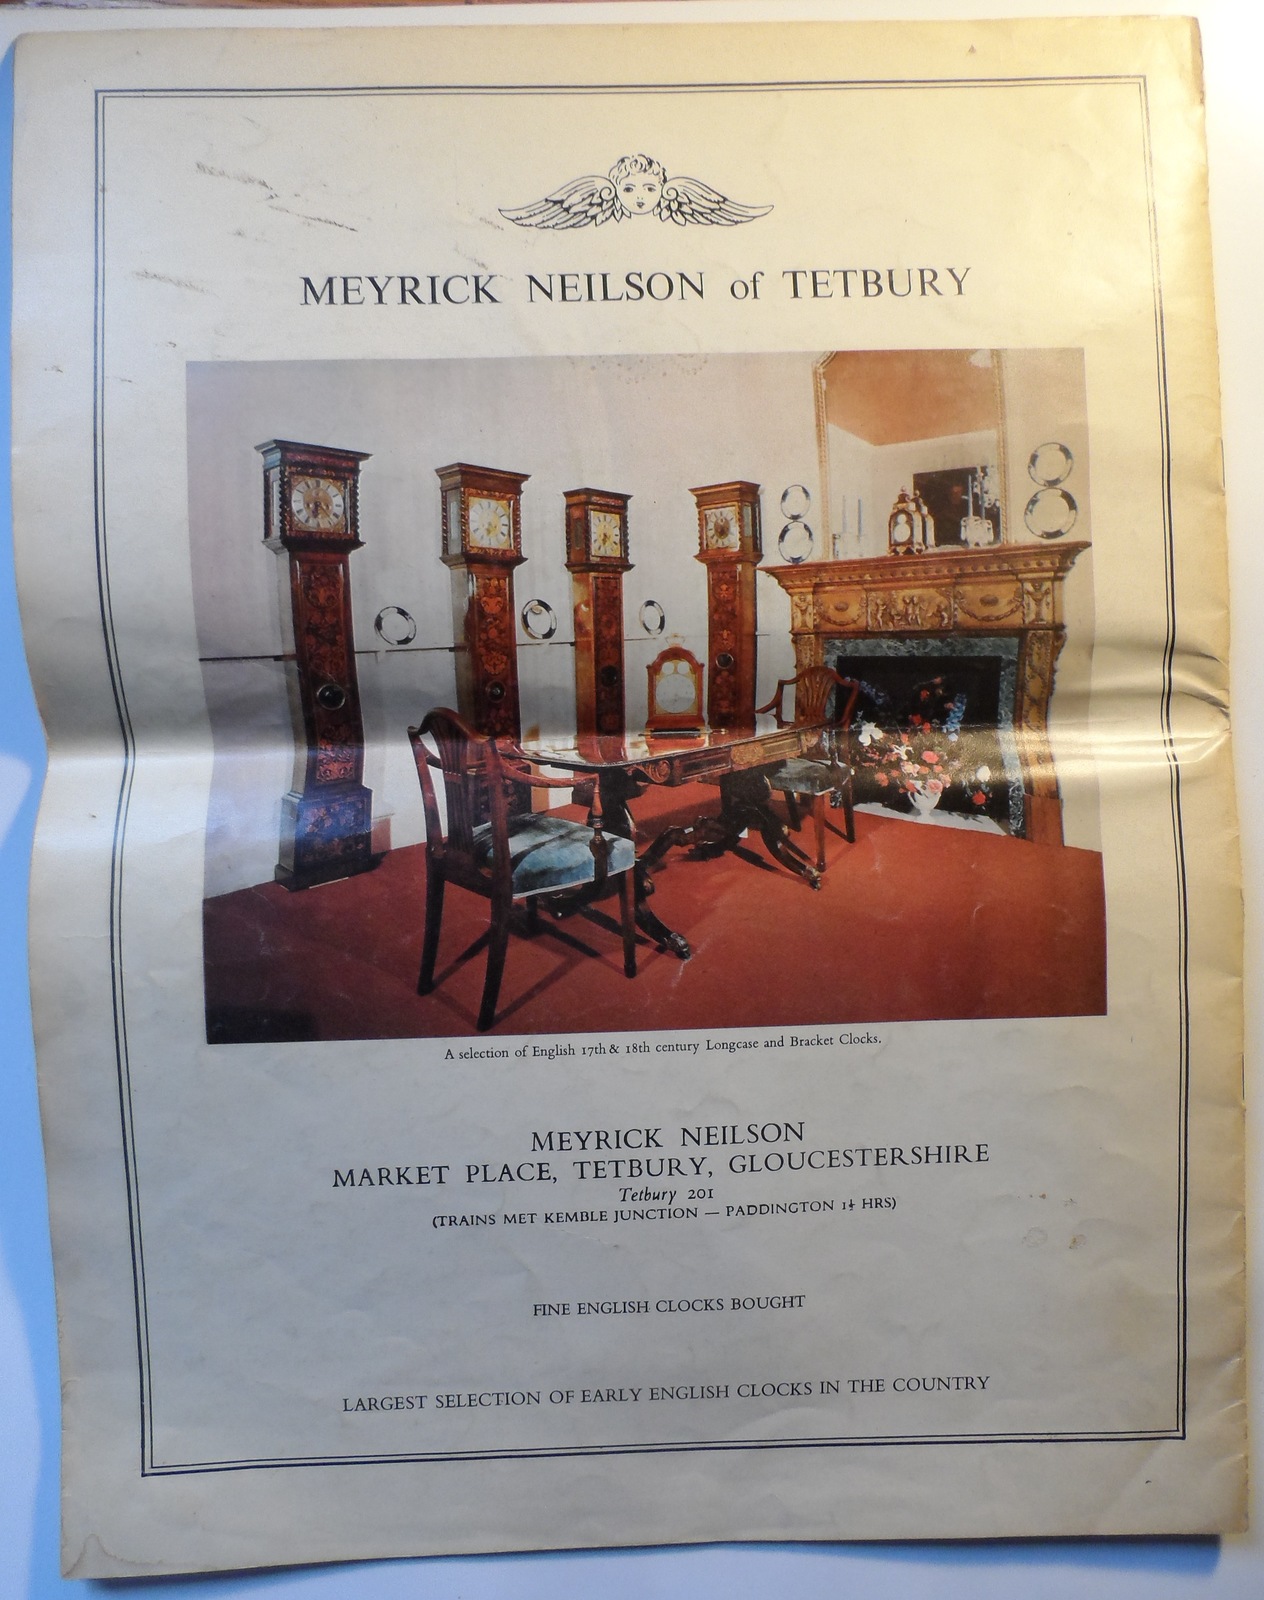 MEYRICK NEILSON of TETBURY
A selection of English 17th & 18th century Longcase and Bracket Clocks.
MEYRICK NEILSON
MARKET PLACE, TETBURY, GLOUCESTERSHIRE
Tetbury 201
(TRAINS MET KEMBLE JUNCTION — PADDINGTON 1½ HRS)
FINE ENGLISH CLOCKS BOUGHT
LARGEST SELECTION OF EARLY ENGLISH CLOCKS IN THE COUNTRY